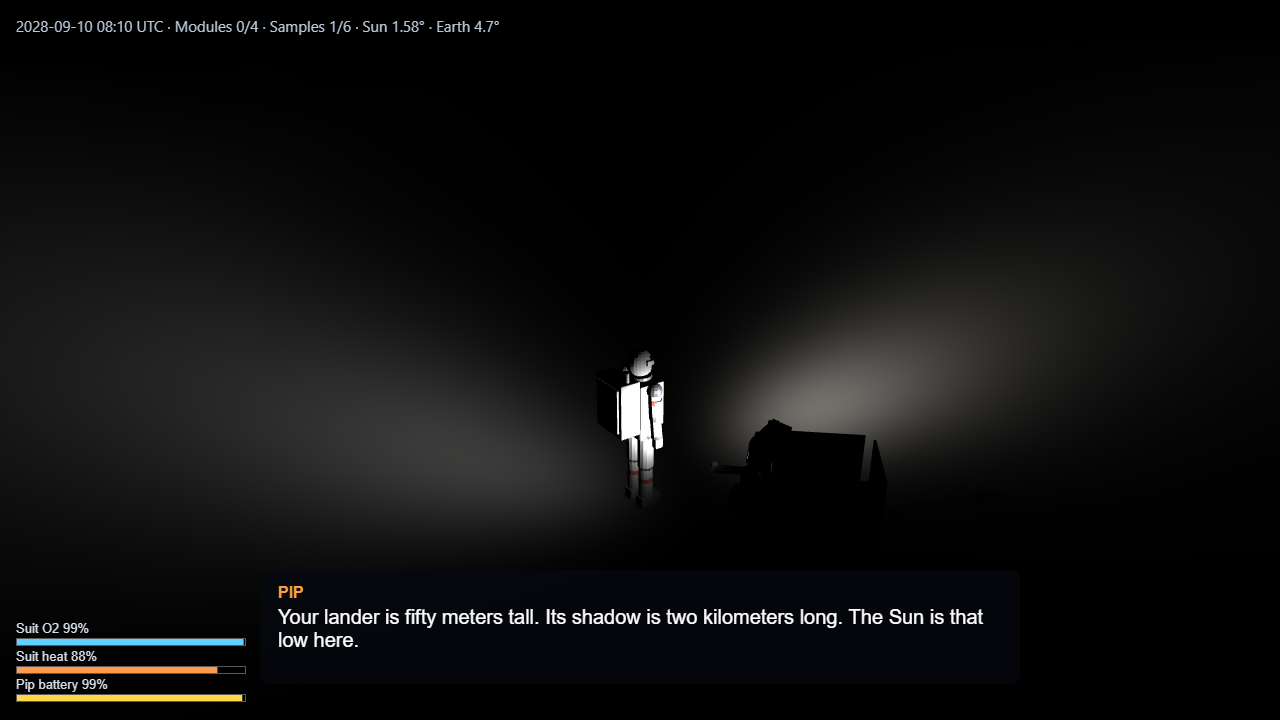 2028-09-10 08:10 UTC · Modules 0/4 · Samples 1/6 · Sun 1.58° · Earth 4.7°
PIP
Your lander is fifty meters tall. Its shadow is two kilometers long. The Sun is that
low here.
Suit O2 99%
Suit heat 88%
Pip battery 99%